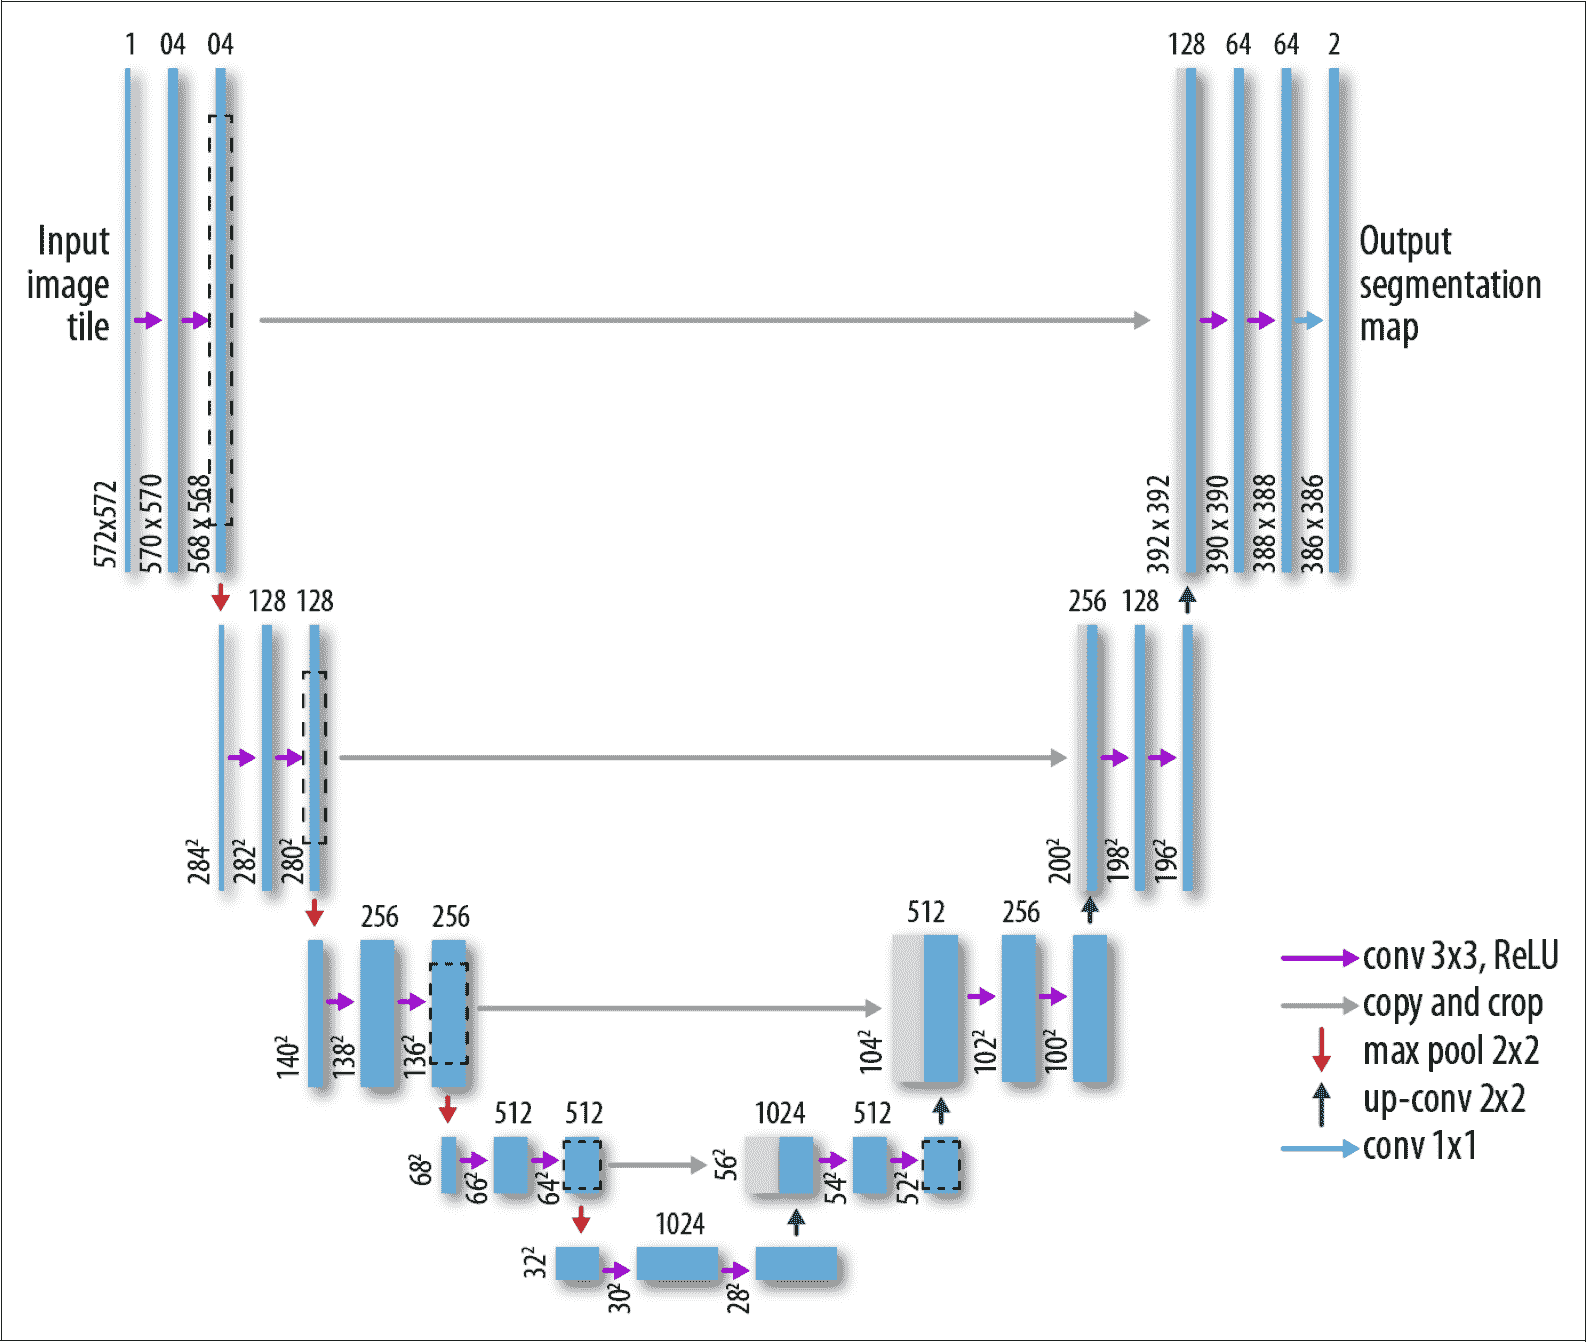 1 04 04
128 64 64 2
Input
image
tile
Output
segmentation
map
572x572
570 x 570
568 x 568
392 x 392
390 x 390
388 x 388
386 x 386
128 128
256 128
284²
282²
280²
200²
198²
196²
256 256
512 256
140²
138²
136²
104²
102²
100²
512 512
1024 512
68²
66²
64²
56²
54²
52²
1024
32²
30²
28²
conv 3x3, ReLU
copy and crop
max pool 2x2
up-conv 2x2
conv 1x1